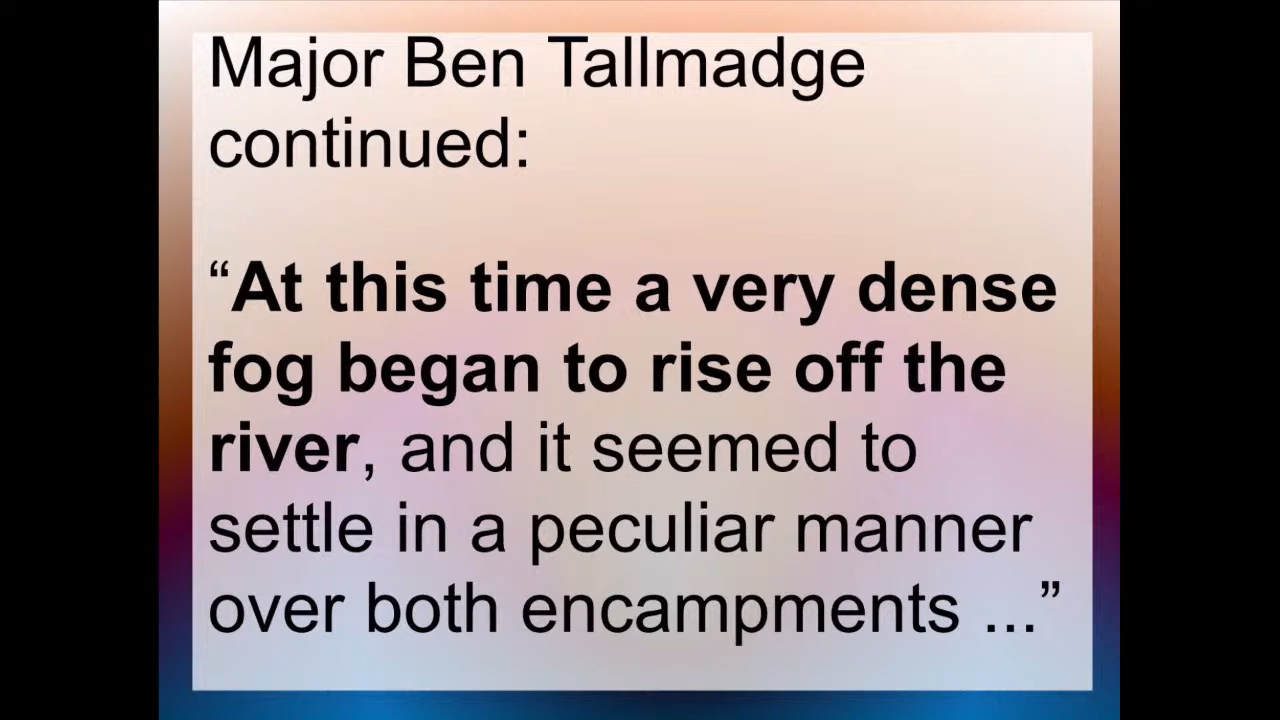 Major Ben Tallmadge
continued:
“At this time a very dense
fog began to rise off the
river, and it seemed to
settle in a peculiar manner
over both encampments ...”